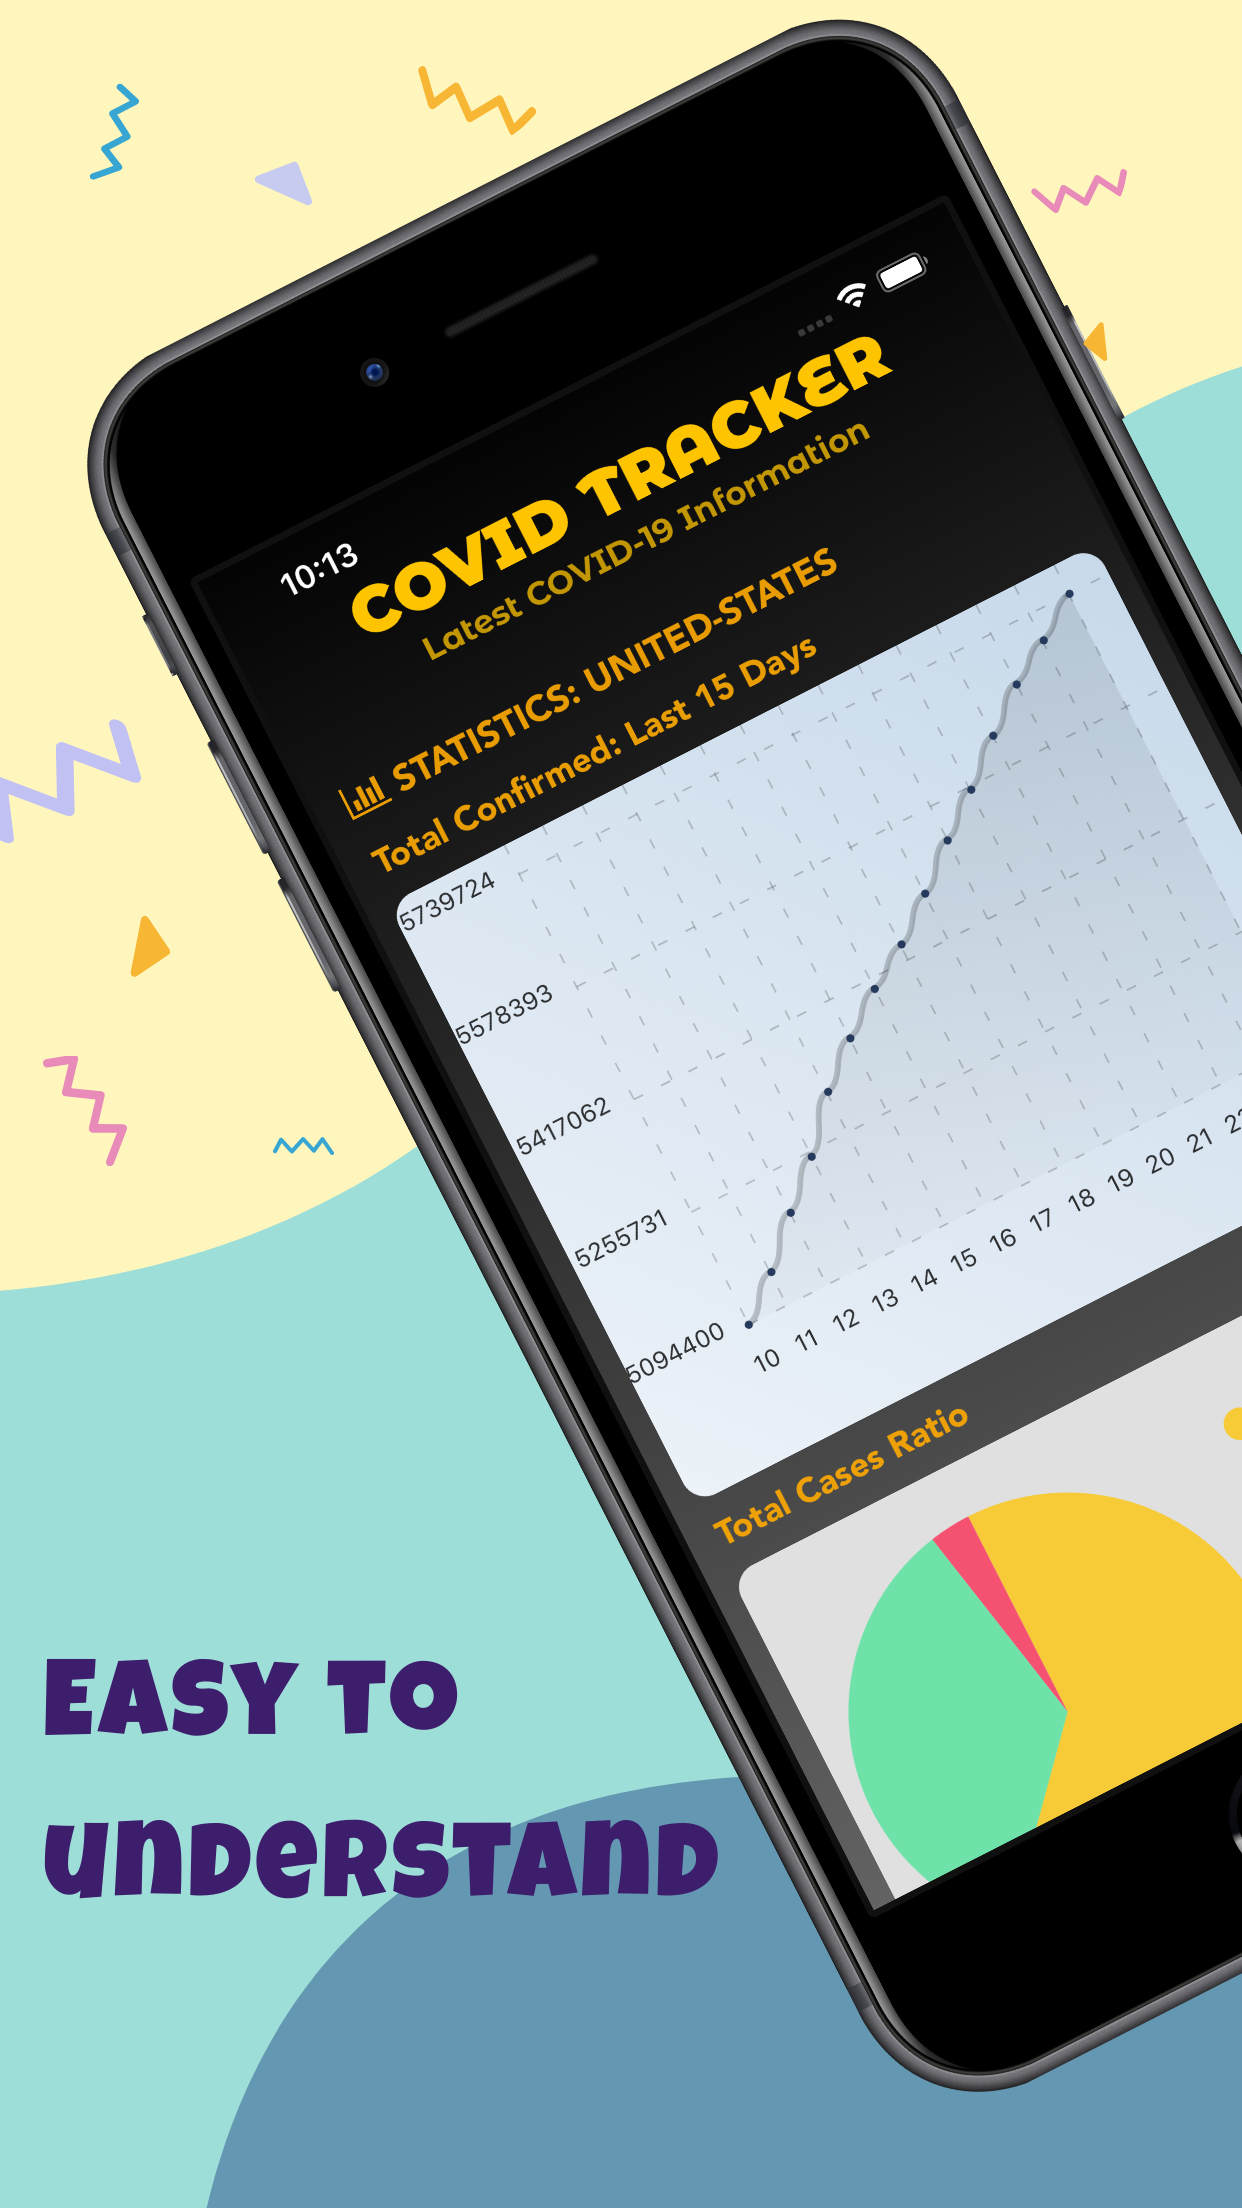 10:13
COVID TRACKER
Latest COVID-19 Information
STATISTICS: UNITED-STATES
Total Confirmed: Last 15 Days
5739724
5578393
5417062
5255731
5094400
10 11 12 13 14 15 16 17 18 19 20 21 22
Total Cases Ratio
EASY TO
unDeRSTAnD